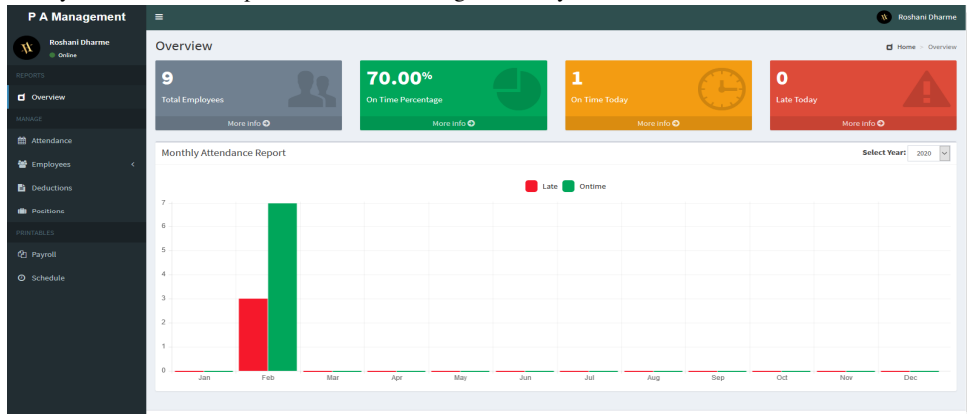 P A Management
Roshani Dharme
Roshani Dharme
Online
REPORTS
Overview
MANAGE
Attendance
Employees
Deductions
Positions
PRINTABLES
Payroll
Schedule
Overview
Home > Overview
9
Total Employees
More info
70.00%
On Time Percentage
More info
1
On Time Today
More info
0
Late Today
More info
Monthly Attendance Report
Select Year: 2020
Late Ontime
7
6
5
4
3
2
1
0
Jan Feb Mar Apr May Jun Jul Aug Sep Oct Nov Dec